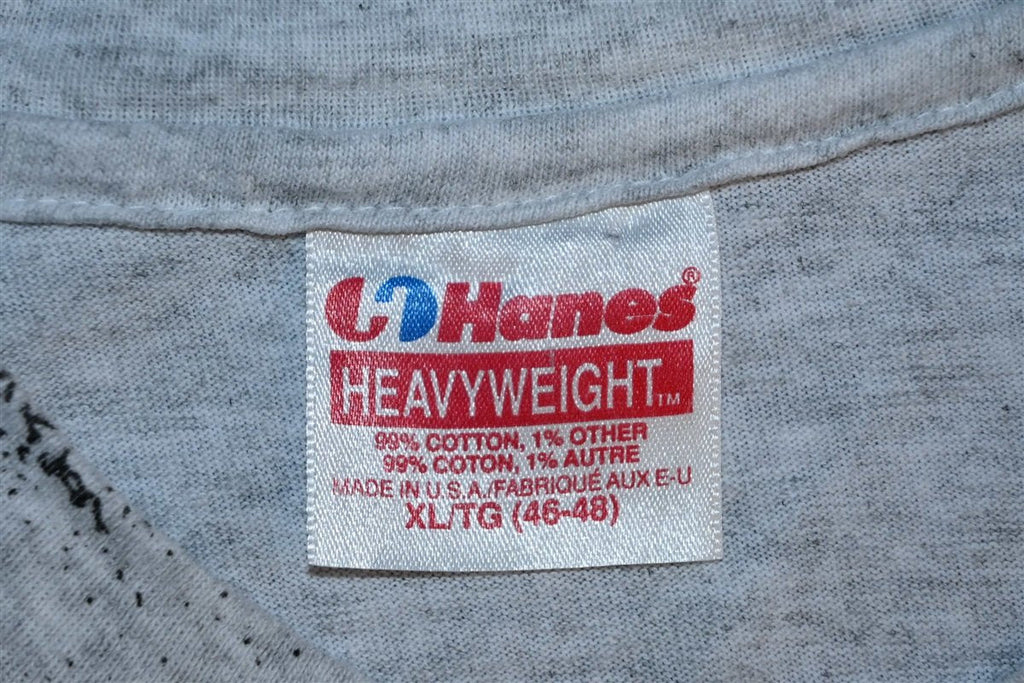 Hanes®
HEAVYWEIGHT™
99% COTTON, 1% OTHER
99% COTON, 1% AUTRE
MADE IN U.S.A./FABRIQUÉ AUX E-U
XL/TG (46-48)